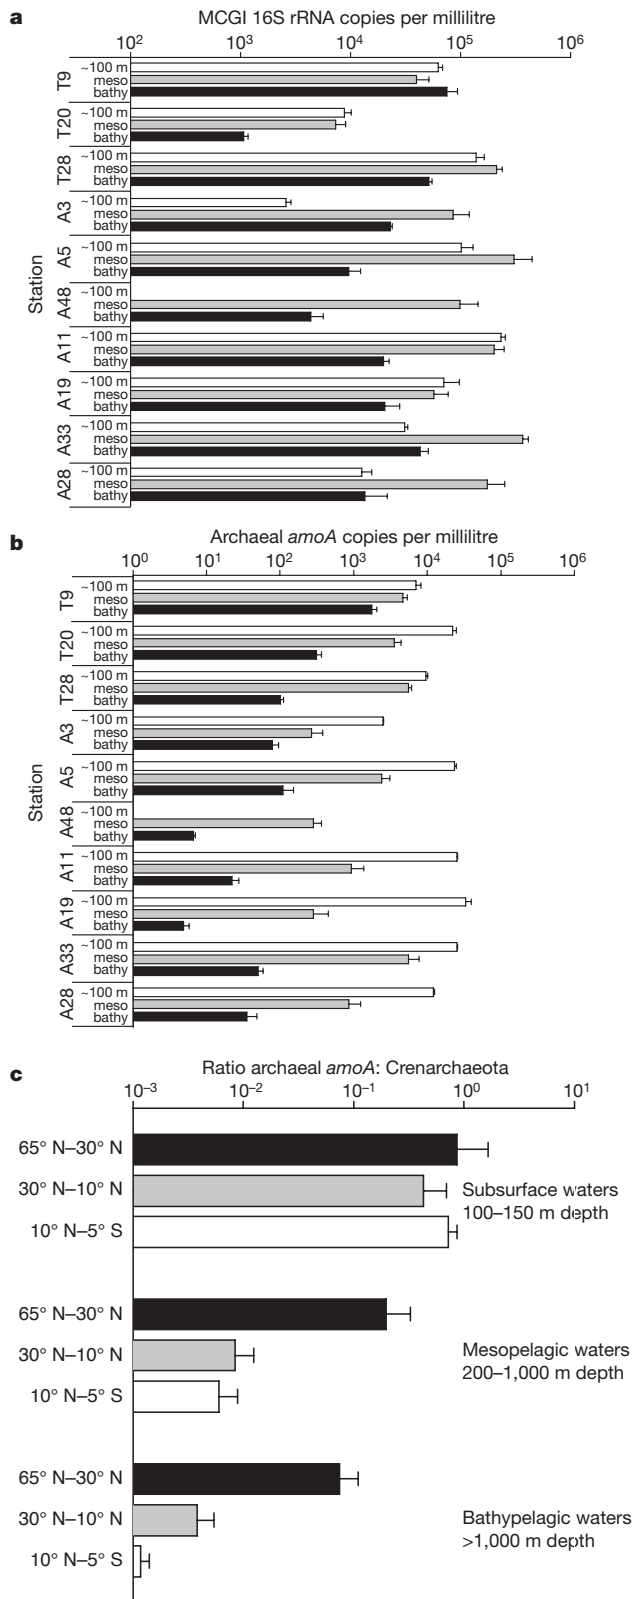 a
MCGI 16S rRNA copies per millilitre
10² 10³ 10⁴ 10⁵ 10⁶
Station
T9
~100 m
meso
bathy
T20
~100 m
meso
bathy
T28
~100 m
meso
bathy
A3
~100 m
meso
bathy
A5
~100 m
meso
bathy
A48
~100 m
meso
bathy
A11
~100 m
meso
bathy
A19
~100 m
meso
bathy
A33
~100 m
meso
bathy
A28
~100 m
meso
bathy
b
Archaeal amoA copies per millilitre
10⁰ 10¹ 10² 10³ 10⁴ 10⁵ 10⁶
Station
T9
~100 m
meso
bathy
T20
~100 m
meso
bathy
T28
~100 m
meso
bathy
A3
~100 m
meso
bathy
A5
~100 m
meso
bathy
A48
~100 m
meso
bathy
A11
~100 m
meso
bathy
A19
~100 m
meso
bathy
A33
~100 m
meso
bathy
A28
~100 m
meso
bathy
c
Ratio archaeal amoA: Crenarchaeota
10⁻³ 10⁻² 10⁻¹ 10⁰ 10¹
65° N–30° N
30° N–10° N
10° N–5° S
Subsurface waters
100–150 m depth
65° N–30° N
30° N–10° N
10° N–5° S
Mesopelagic waters
200–1,000 m depth
65° N–30° N
30° N–10° N
10° N–5° S
Bathypelagic waters
>1,000 m depth